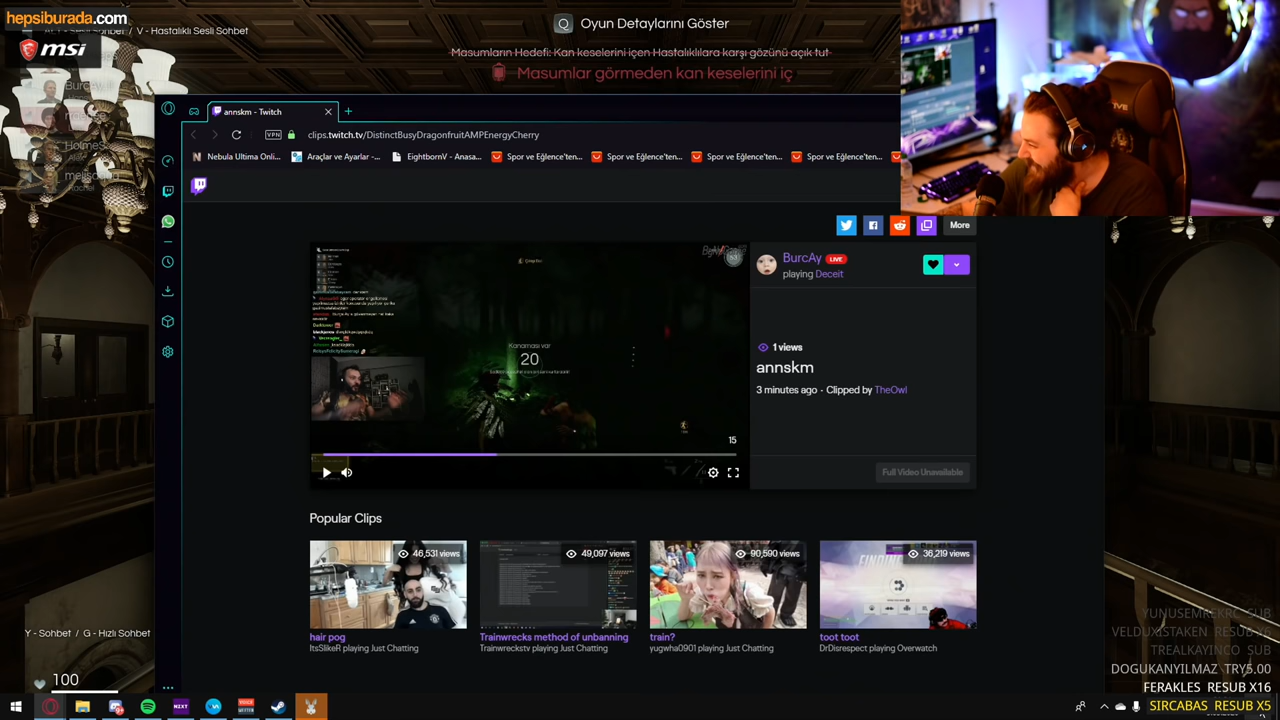 hepsiburada.com
msi
V - Hastalıklı Sesli Sohbet
Q Oyun Detaylarını Göster
Masumların Hedefi: Kan keselerini için Hastalıklılara karşı gözünü açık tut
Masumlar görmeden kan keselerini iç
HolmeS
annskm - Twitch
VPN
clips.twitch.tv/DistinctBusyDragonfruitAMPEnergyCherry
Nebula Ultima Onli...
Araçlar ve Ayarlar -...
EightbornV - Anasa...
Spor ve Eğlence'ten...
Spor ve Eğlence'ten...
Spor ve Eğlence'ten...
Spor ve Eğlence'ten...
More
BurcAy LIVE
playing Deceit
Kanaması var
20
1 views
annskm
3 minutes ago · Clipped by TheOwl
15
Full Video Unavailable
Popular Clips
46,531 views
49,097 views
90,590 views
36,219 views
hair pog
ItsSlikeR playing Just Chatting
Trainwrecks method of unbanning
Trainwreckstv playing Just Chatting
train?
yugwha0901 playing Just Chatting
toot toot
DrDisrespect playing Overwatch
Y - Sohbet / G - Hızlı Sohbet
100
YUNUSEMREKRC SUB
VELDUXISTAKEN RESUB X6
TREALKAYINCO SUB
DOGUKANYILMAZ TRY5.00
FERAKLES RESUB X16
SIRCABAS RESUB X5